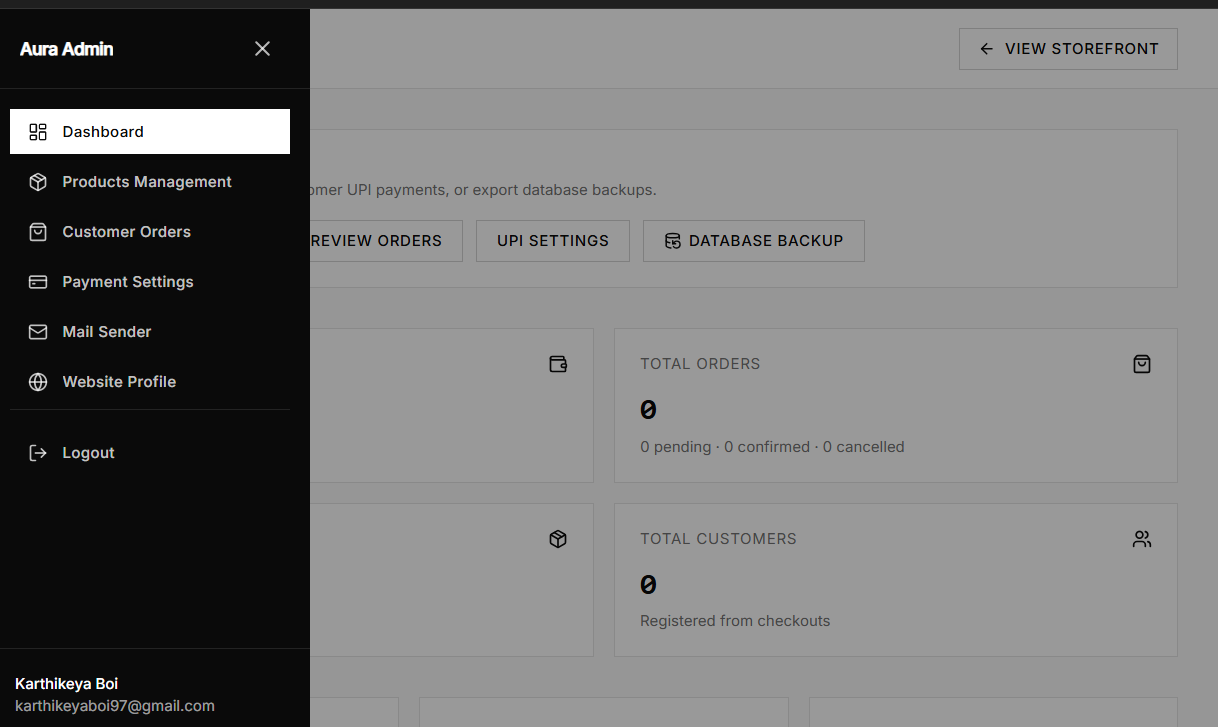 Aura Admin
VIEW STOREFRONT
Dashboard
Products Management
Customer Orders
Payment Settings
Mail Sender
Website Profile
Logout
Karthikeya Boi
karthikeyaboi97@gmail.com
UPI payments, or export database backups.
REVIEW ORDERS
UPI SETTINGS
DATABASE BACKUP
TOTAL ORDERS
0
0 pending · 0 confirmed · 0 cancelled
TOTAL CUSTOMERS
0
Registered from checkouts